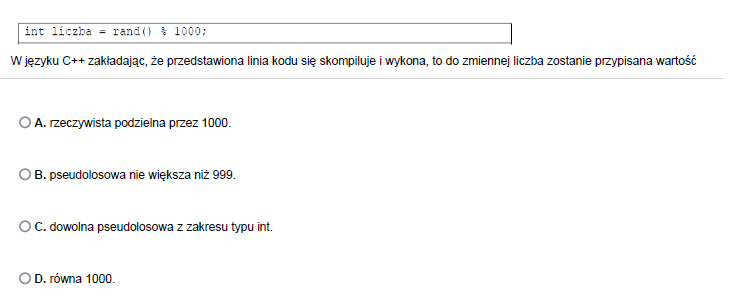 int liczba = rand() % 1000;
W języku C++ zakładając, że przedstawiona linia kodu się skompiluje i wykona, to do zmiennej liczba zostanie przypisana wartość
A. rzeczywista podzielna przez 1000.
B. pseudolosowa nie większa niż 999.
C. dowolna pseudolosowa z zakresu typu int.
D. równa 1000.